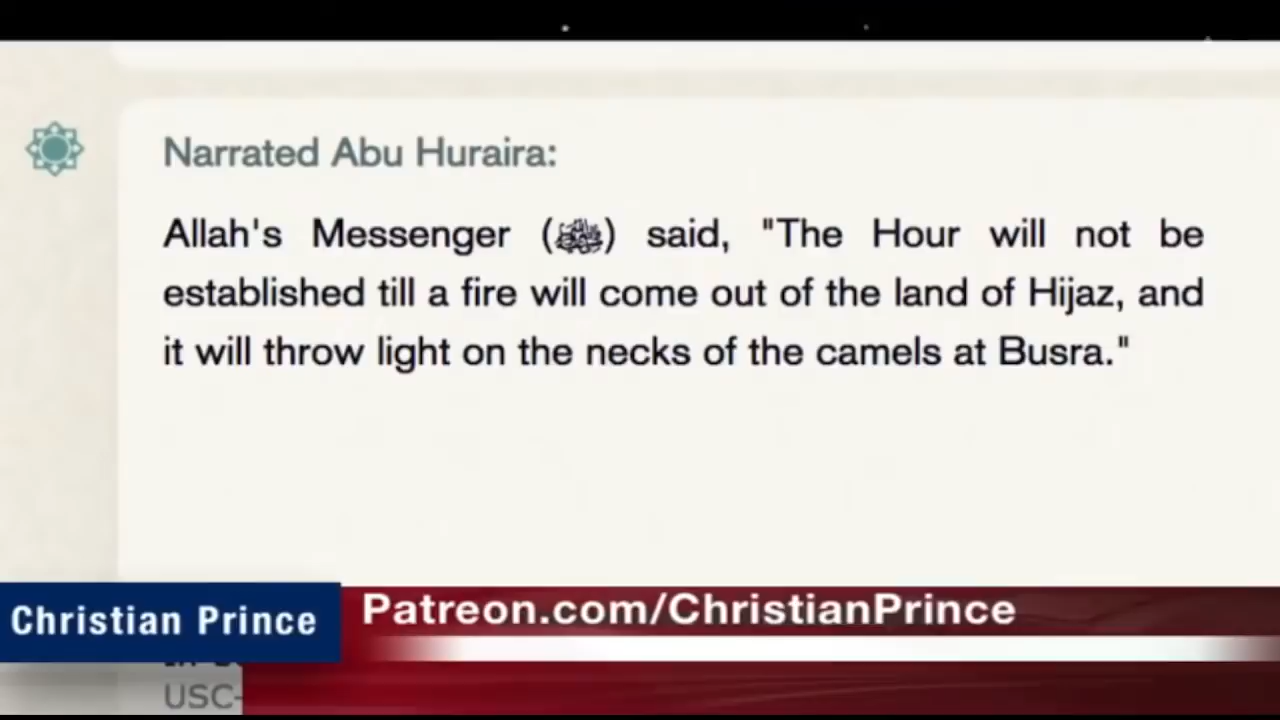 Narrated Abu Huraira:
Allah's Messenger (ﷺ) said, "The Hour will not be
established till a fire will come out of the land of Hijaz, and
it will throw light on the necks of the camels at Busra."
Christian Prince
Patreon.com/ChristianPrince
USC-